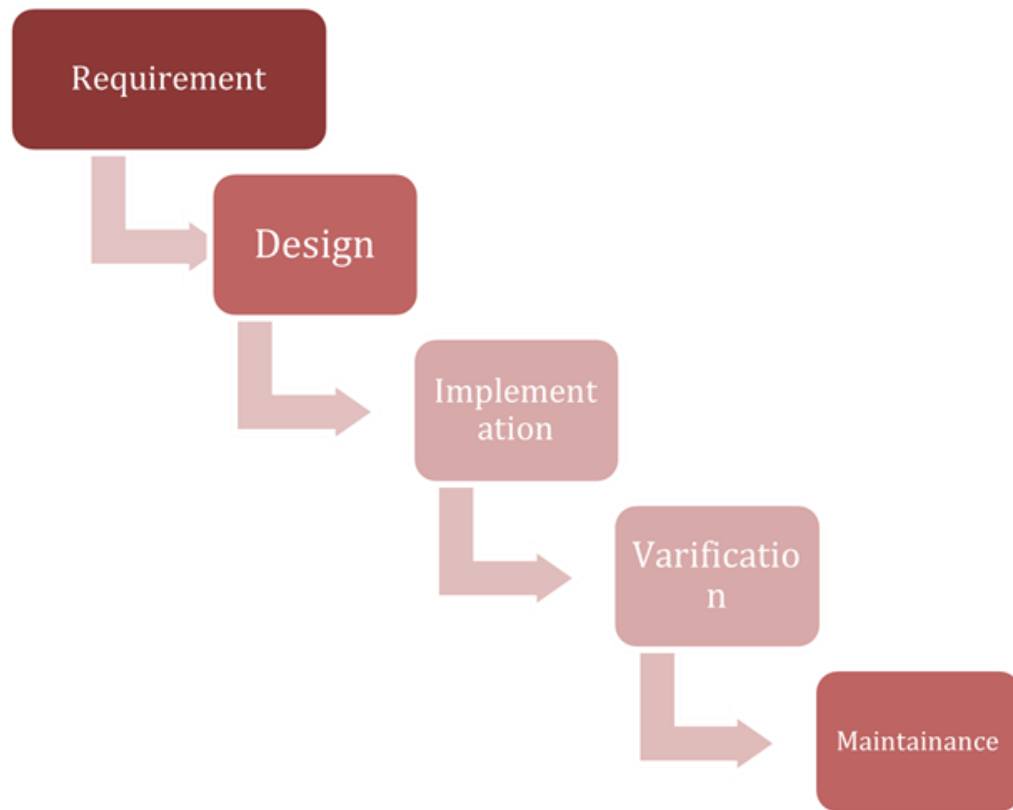 Requirement
Design
Implement
ation
Varificatio
n
Maintainance